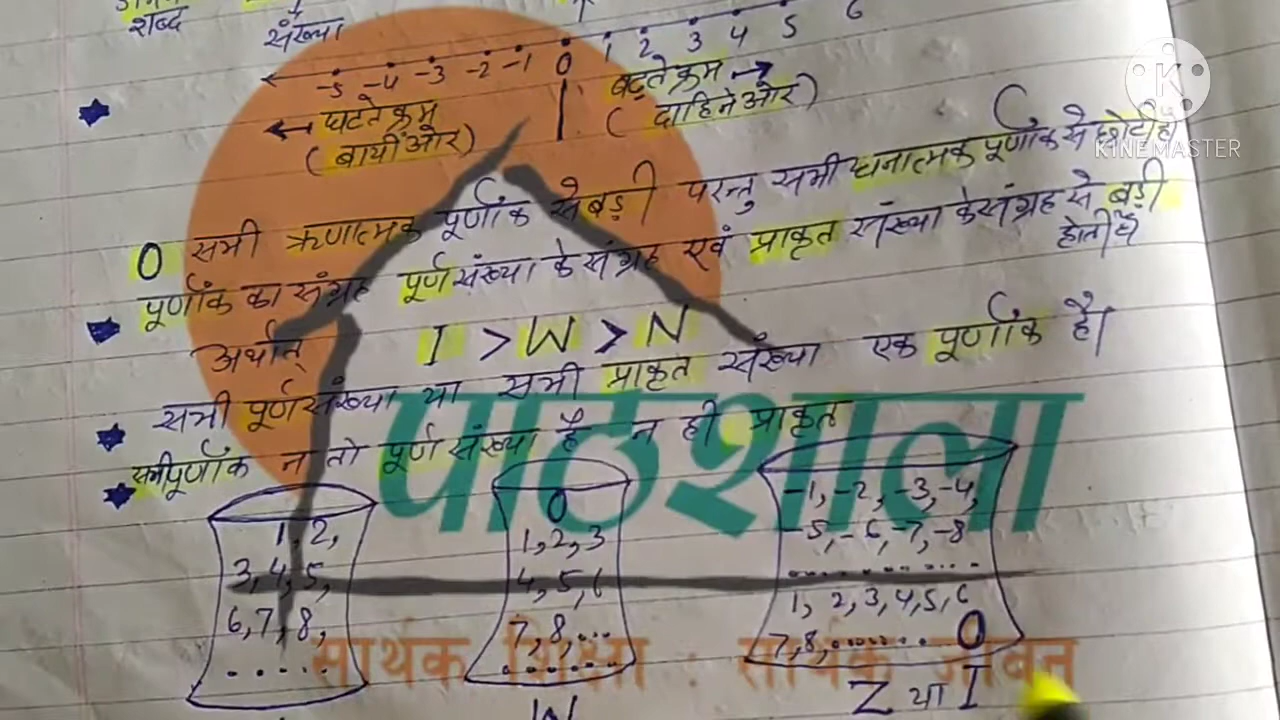 शब्द संख्या
-5 -4 -3 -2 -1 0 1 2 3 4 5 6
घटते क्रम बढ़ते क्रम
(बायीं ओर) (दाहिने ओर)
KINEMASTER
0 सभी ऋणात्मक पूर्णांक से बड़ी परन्तु सभी धनात्मक पूर्णांक से छोटी है
पूर्णांक का संग्रह पूर्ण संख्या के संग्रह एवं प्राकृत संख्या के संग्रह से बड़ी
होती है
अर्थात् I > W > N
सभी पूर्ण संख्या या सभी प्राकृत संख्या एक पूर्णांक है।
सभी पूर्णांक न तो पूर्ण संख्या है न ही प्राकृत
पाठशाला
1, 2,
3, 4, 5,
6, 7, 8,
......
0
1, 2, 3
4, 5, 6
7, 8, ...
.......
-1, -2, -3, -4,
-5, -6, -7, -8
..........
1, 2, 3, 4, 5, 6
7, 8, ........ 0
सार्थक शिक्षा : सार्थक जीवन
W
Z या I